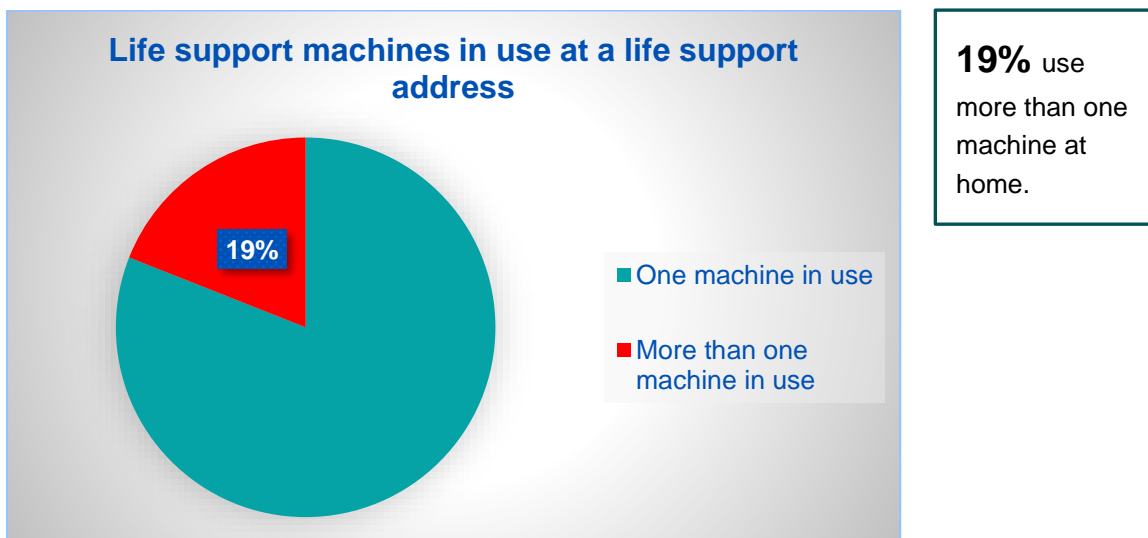 Life support machines in use at a life support
address
19%
One machine in use
More than one
machine in use
19% use
more than one
machine at
home.